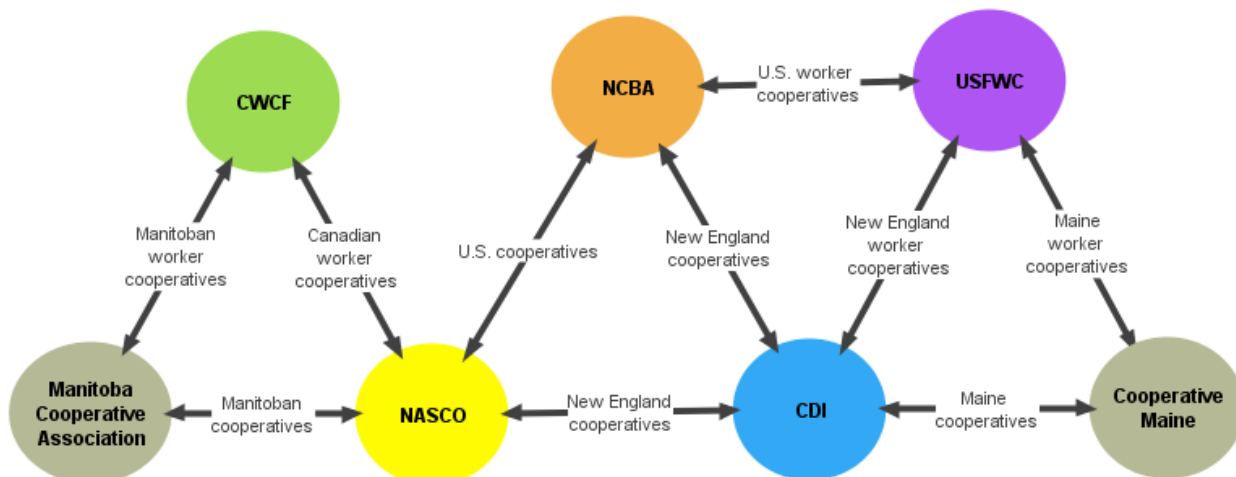 CWCF
NCBA
U.S. worker
cooperatives
USFWC
Manitoban
worker
cooperatives
Canadian
worker
cooperatives
U.S. cooperatives
New England
cooperatives
New England
worker
cooperatives
Maine
worker
cooperatives
Manitoba
Cooperative
Association
Manitoban
cooperatives
NASCO
New England
cooperatives
CDI
Maine
cooperatives
Cooperative
Maine